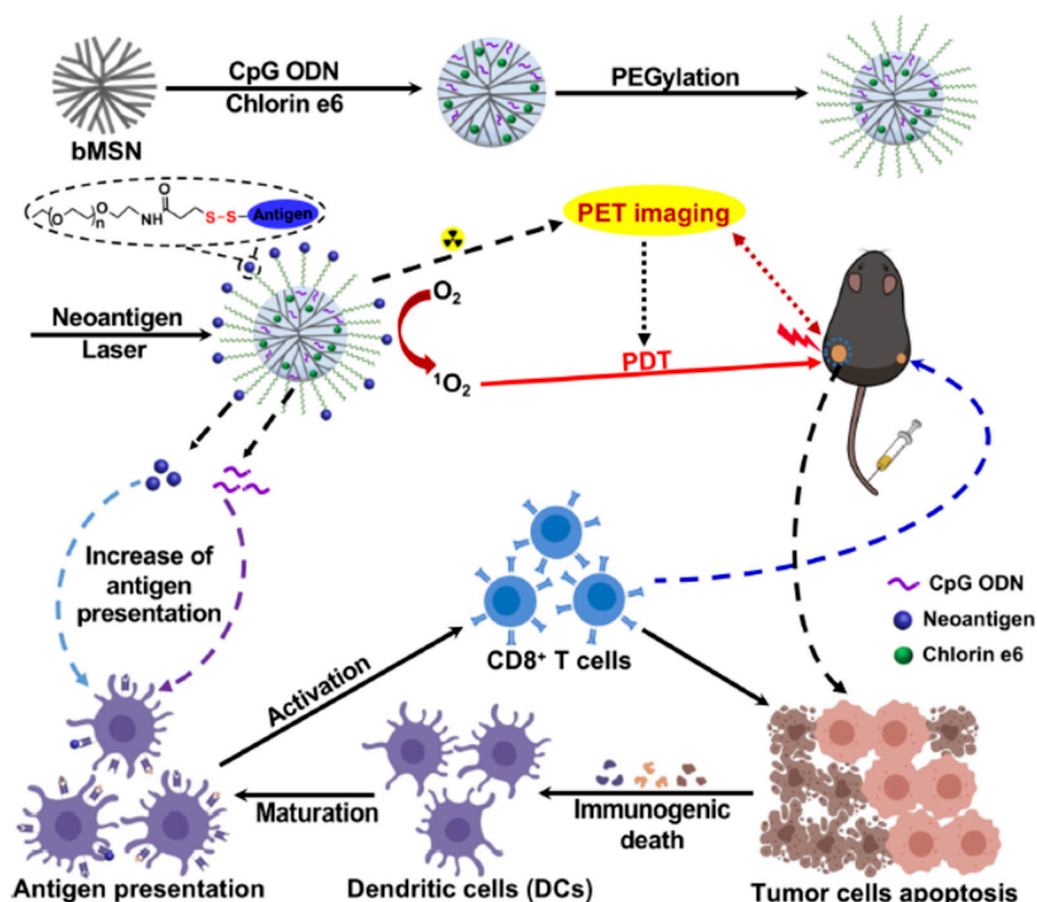 CpG ODN
Chlorin e6
bMSN
PEGylation
O
O
O
n
NH
S–S
Antigen
PET imaging
Neoantigen
Laser
O₂
¹O₂
PDT
Increase of
antigen
presentation
CD8⁺ T cells
CpG ODN
Neoantigen
Chlorin e6
Activation
Maturation
Immunogenic
death
Antigen presentation
Dendritic cells (DCs)
Tumor cells apoptosis